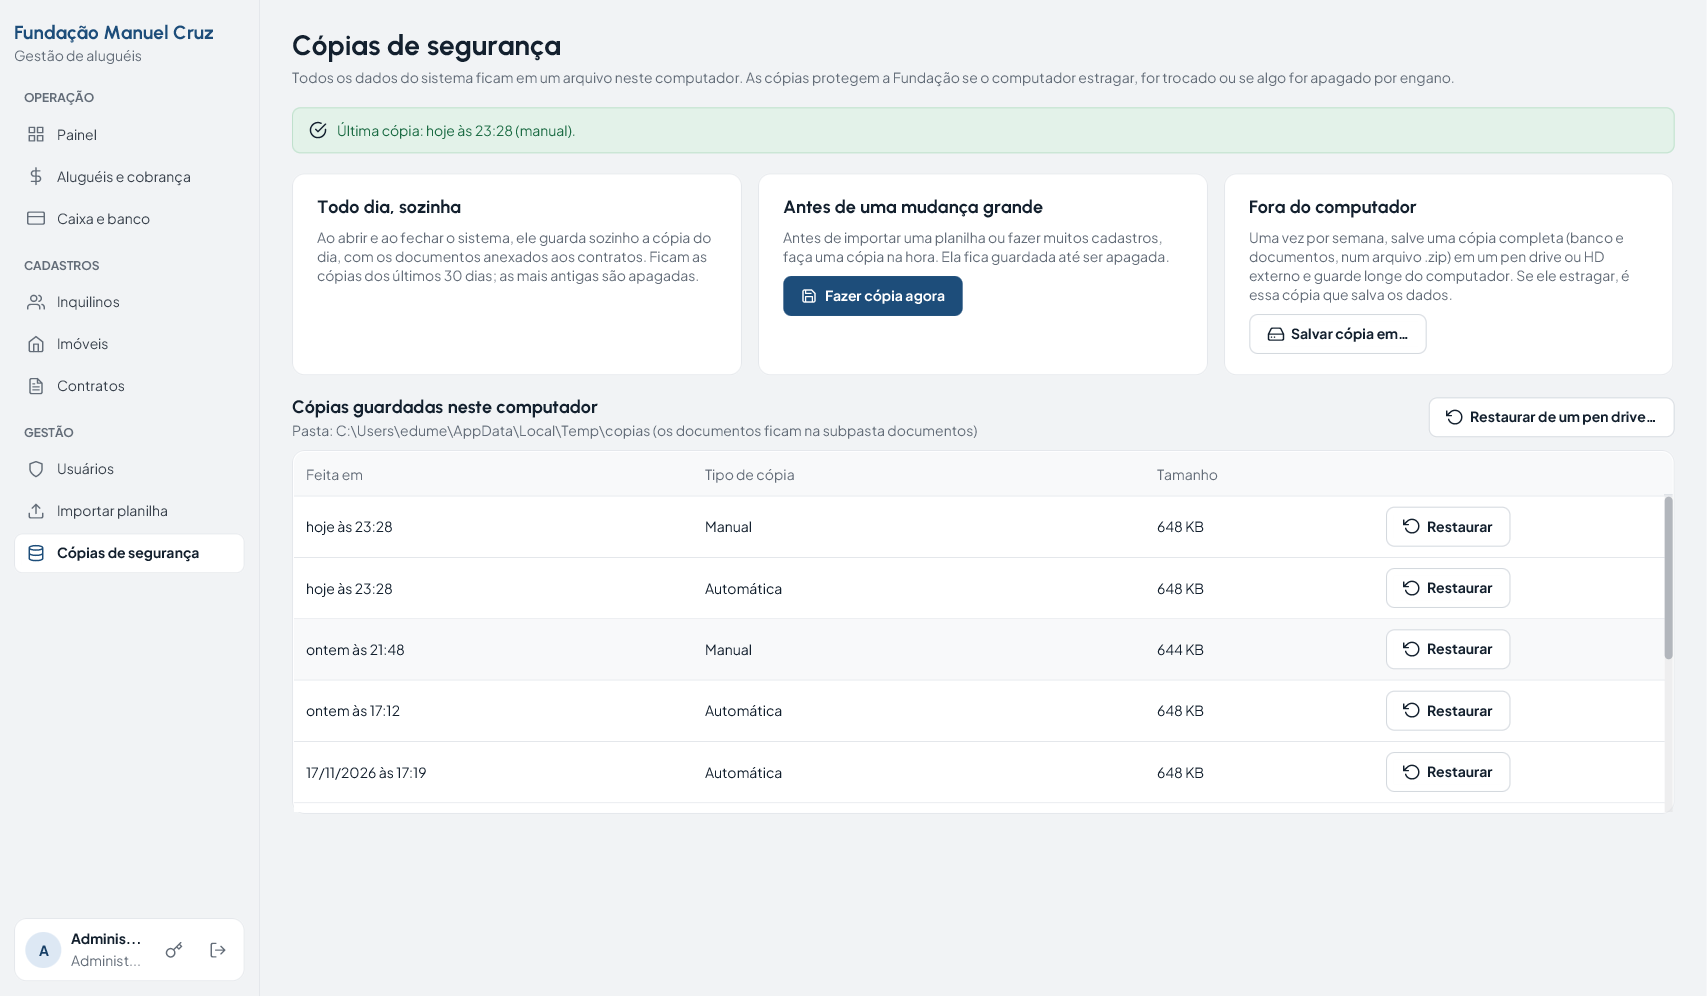 Fundação Manuel Cruz
Gestão de aluguéis
OPERAÇÃO
Painel
Aluguéis e cobrança
Caixa e banco
CADASTROS
Inquilinos
Imóveis
Contratos
GESTÃO
Usuários
Importar planilha
Cópias de segurança
A
Adminis...
Administ...
Cópias de segurança
Todos os dados do sistema ficam em um arquivo neste computador. As cópias protegem a Fundação se o computador estragar, for trocado ou se algo for apagado por engano.
Última cópia: hoje às 23:28 (manual).
Todo dia, sozinha
Ao abrir e ao fechar o sistema, ele guarda sozinho a cópia do
dia, com os documentos anexados aos contratos. Ficam as
cópias dos últimos 30 dias; as mais antigas são apagadas.
Antes de uma mudança grande
Antes de importar uma planilha ou fazer muitos cadastros,
faça uma cópia na hora. Ela fica guardada até ser apagada.
Fazer cópia agora
Fora do computador
Uma vez por semana, salve uma cópia completa (banco e
documentos, num arquivo .zip) em um pen drive ou HD
externo e guarde longe do computador. Se ele estragar, é
essa cópia que salva os dados.
Salvar cópia em...
Cópias guardadas neste computador
Pasta: C:\Users\edume\AppData\Local\Temp\copias (os documentos ficam na subpasta documentos)
Restaurar de um pen drive...
Feita em Tipo de cópia Tamanho
hoje às 23:28 Manual 648 KB Restaurar
hoje às 23:28 Automática 648 KB Restaurar
ontem às 21:48 Manual 644 KB Restaurar
ontem às 17:12 Automática 648 KB Restaurar
17/11/2026 às 17:19 Automática 648 KB Restaurar